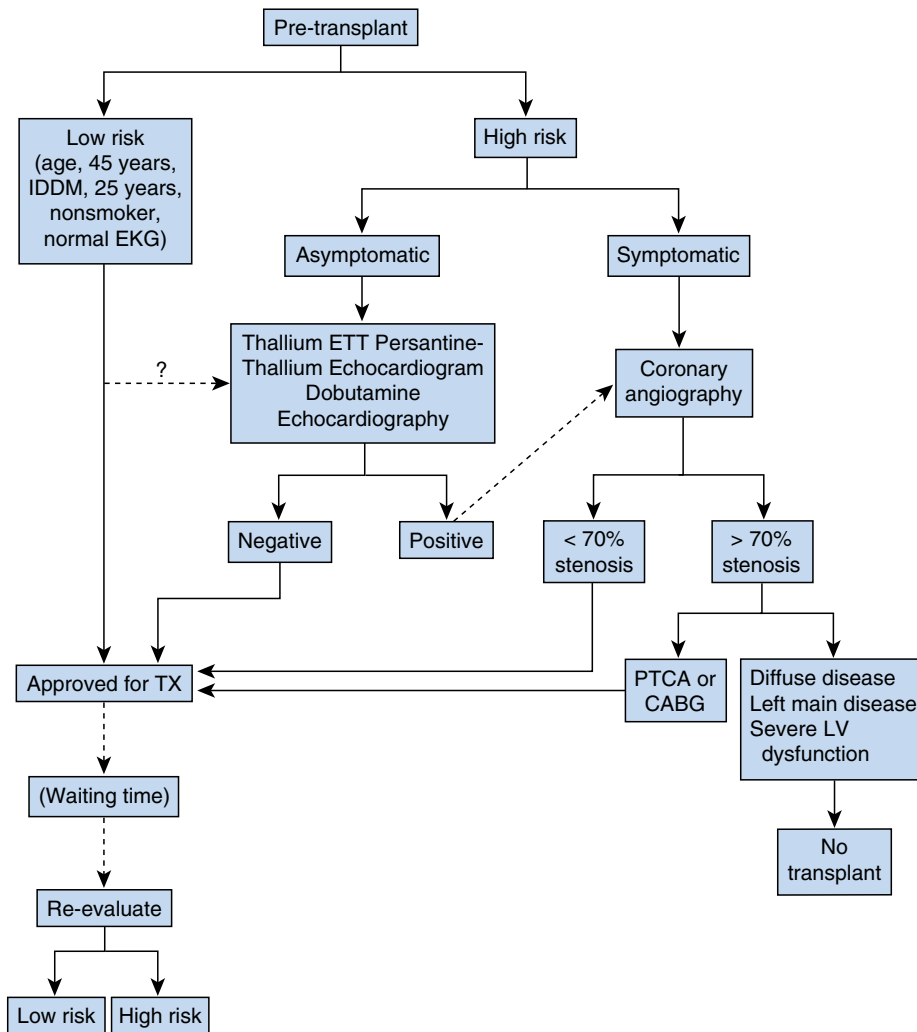 Pre-transplant
Low risk
(age, 45 years,
IDDM, 25 years,
nonsmoker,
normal EKG)
High risk
Asymptomatic
Symptomatic
?
Thallium ETT Persantine-
Thallium Echocardiogram
Dobutamine
Echocardiography
Coronary
angiography
Negative
Positive
< 70%
stenosis
> 70%
stenosis
Approved for TX
PTCA or
CABG
Diffuse disease
Left main disease
Severe LV
dysfunction
(Waiting time)
No
transplant
Re-evaluate
Low risk
High risk